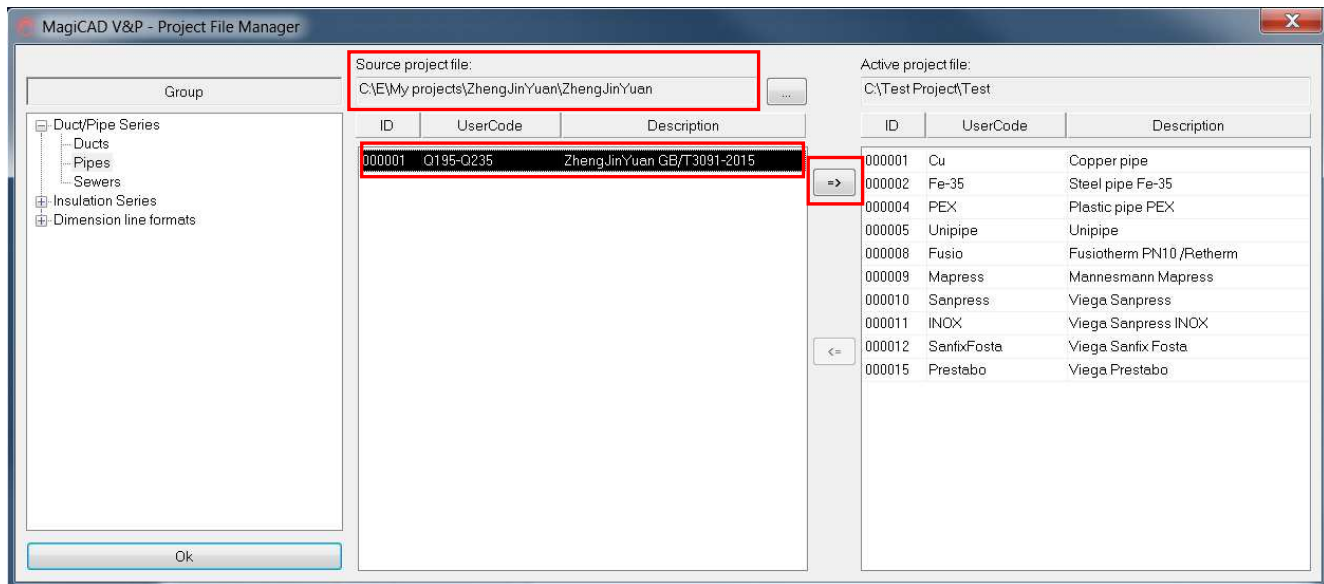 MagiCAD V&P - Project File Manager
X
Group
Duct/Pipe Series
Ducts
Pipes
Sewers
Insulation Series
Dimension line formats
Ok
Source project file:
C:\E\My projects\ZhengJinYuan\ZhengJinYuan
...
ID UserCode Description
000001 Q195-Q235 ZhengJinYuan GB/T3091-2015
=>
<=
Active project file:
C:\Test Project\Test
ID UserCode Description
000001 Cu Copper pipe
000002 Fe-35 Steel pipe Fe-35
000004 PEX Plastic pipe PEX
000005 Unipipe Unipipe
000008 Fusio Fusiotherm PN10 /Retherm
000009 Mapress Mannesmann Mapress
000010 Sanpress Viega Sanpress
000011 INOX Viega Sanpress INOX
000012 SanfixFosta Viega Sanfix Fosta
000015 Prestabo Viega Prestabo